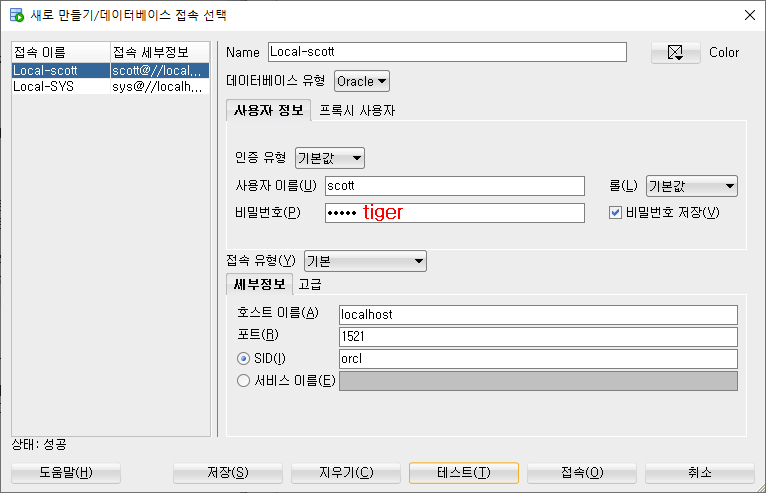 새로 만들기/데이터베이스 접속 선택
접속 이름 접속 세부정보
Local-scott scott@//local...
Local-SYS sys@//localh...
Name Local-scott Color
데이터베이스 유형 Oracle
사용자 정보 프록시 사용자
인증 유형 기본값
사용자 이름(U) scott 롤(L) 기본값
비밀번호(P) ••••• tiger 비밀번호 저장(V)
접속 유형(Y) 기본
세부정보 고급
호스트 이름(A) localhost
포트(R) 1521
SID(I) orcl
서비스 이름(E)
상태: 성공
도움말(H) 저장(S) 지우기(C) 테스트(T) 접속(O) 취소